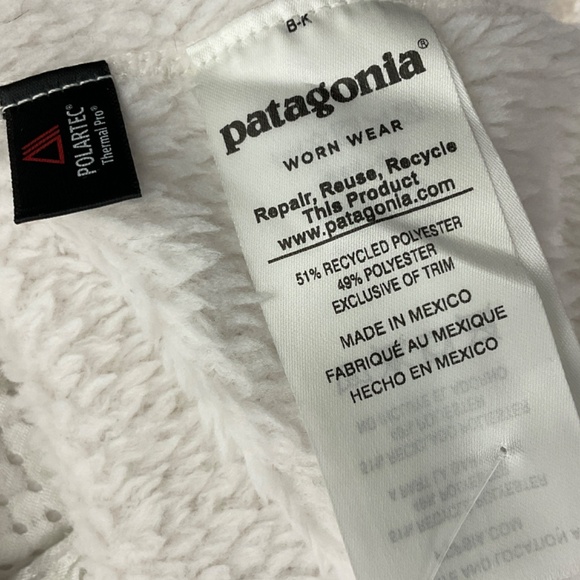 B-K
patagonia®
WORN WEAR
Repair, Reuse, Recycle
This Product
www.patagonia.com
51% RECYCLED POLYESTER
49% POLYESTER
EXCLUSIVE OF TRIM
MADE IN MEXICO
FABRIQUÉ AU MEXIQUE
HECHO EN MEXICO
POLARTEC®
Thermal Pro®